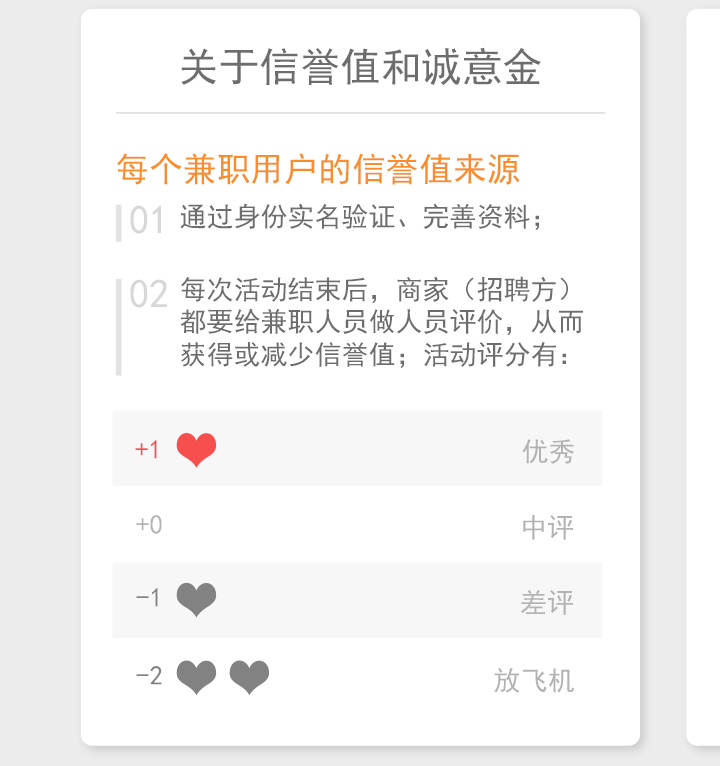 关于信誉值和诚意金
每个兼职用户的信誉值来源
01 通过身份实名验证、完善资料；
02 每次活动结束后，商家（招聘方）
都要给兼职人员做人员评价，从而
获得或减少信誉值；活动评分有：
+1 优秀
+0 中评
-1 差评
-2 放飞机